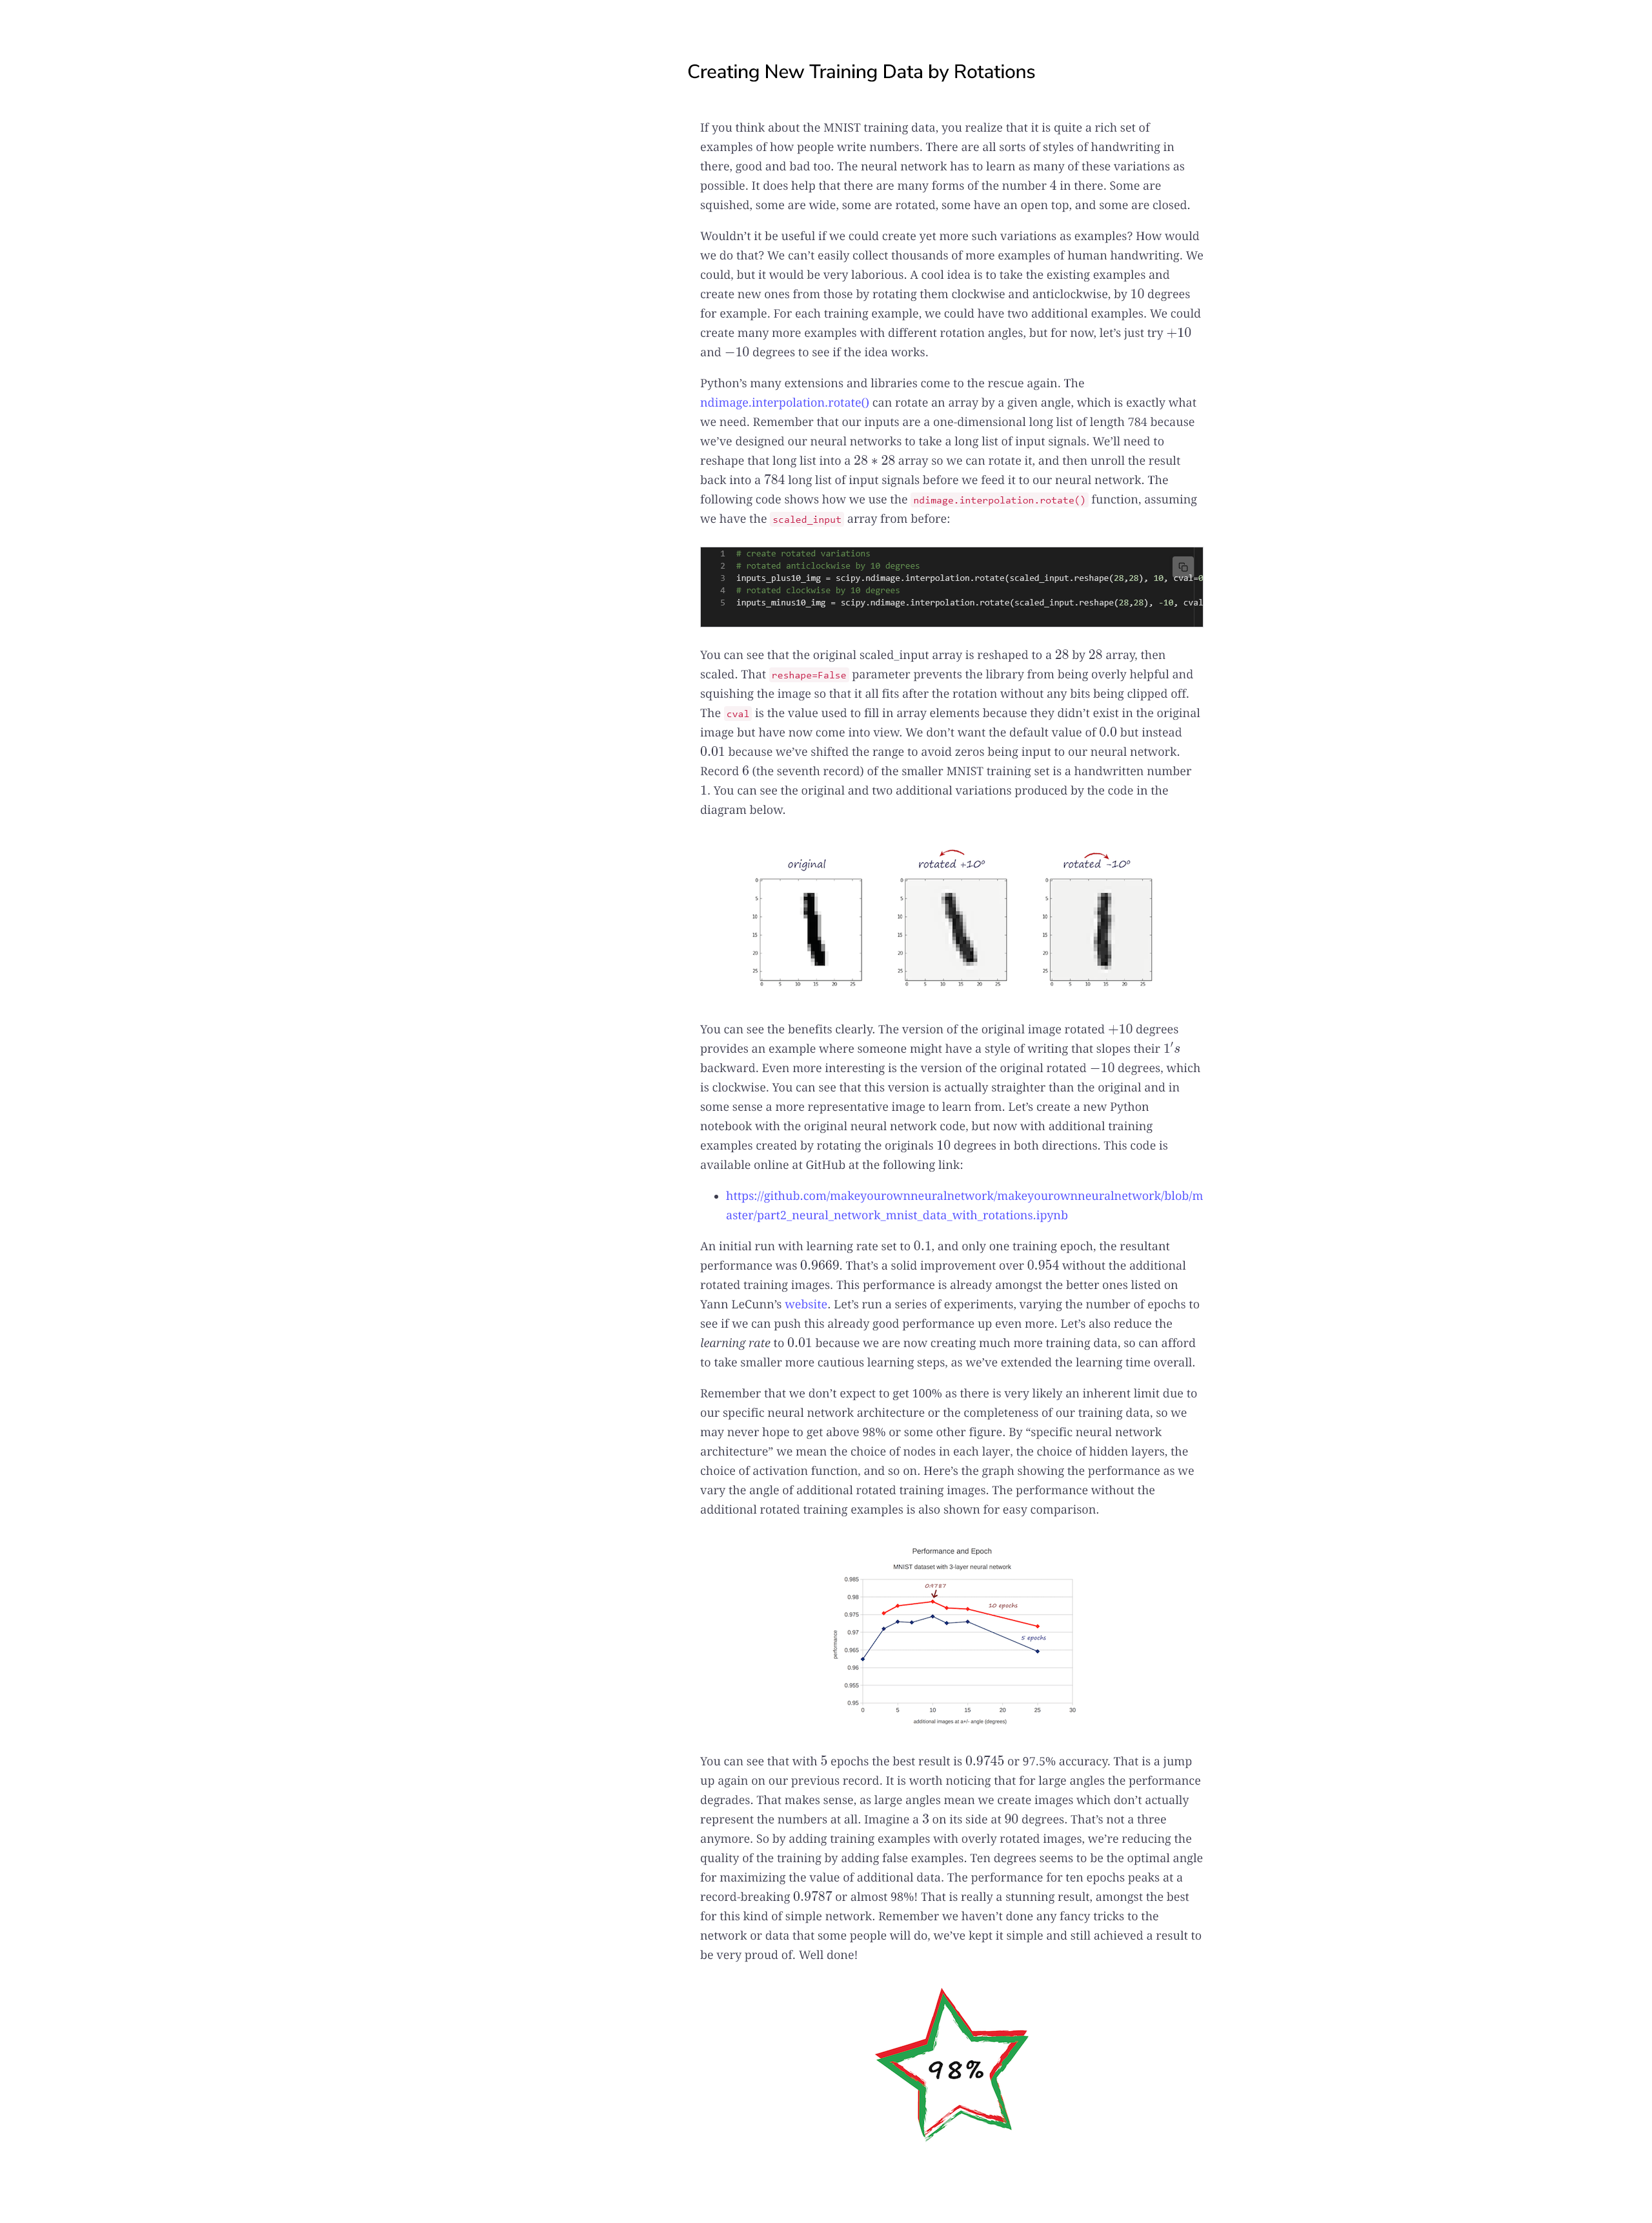 Creating New Training Data by Rotations
If you think about the MNIST training data, you realize that it is quite a rich set of
examples of how people write numbers. There are all sorts of styles of handwriting in
there, good and bad too. The neural network has to learn as many of these variations as
possible. It does help that there are many forms of the number 4 in there. Some are
squished, some are wide, some are rotated, some have an open top, and some are closed.
Wouldn’t it be useful if we could create yet more such variations as examples? How would
we do that? We can’t easily collect thousands of more examples of human handwriting. We
could, but it would be very laborious. A cool idea is to take the existing examples and
create new ones from those by rotating them clockwise and anticlockwise, by 10 degrees
for example. For each training example, we could have two additional examples. We could
create many more examples with different rotation angles, but for now, let’s just try +10
and −10 degrees to see if the idea works.
Python’s many extensions and libraries come to the rescue again. The
ndimage.interpolation.rotate() can rotate an array by a given angle, which is exactly what
we need. Remember that our inputs are a one-dimensional long list of length 784 because
we’ve designed our neural networks to take a long list of input signals. We’ll need to
reshape that long list into a 28 ∗ 28 array so we can rotate it, and then unroll the result
back into a 784 long list of input signals before we feed it to our neural network. The
following code shows how we use the ndimage.interpolation.rotate() function, assuming
we have the scaled_input array from before:
1 # create rotated variations
2 # rotated anticlockwise by 10 degrees
3 inputs_plus10_img = scipy.ndimage.interpolation.rotate(scaled_input.reshape(28,28), 10, cval=0
4 # rotated clockwise by 10 degrees
5 inputs_minus10_img = scipy.ndimage.interpolation.rotate(scaled_input.reshape(28,28), -10, cval
You can see that the original scaled_input array is reshaped to a 28 by 28 array, then
scaled. That reshape=False parameter prevents the library from being overly helpful and
squishing the image so that it all fits after the rotation without any bits being clipped off.
The cval is the value used to fill in array elements because they didn’t exist in the original
image but have now come into view. We don’t want the default value of 0.0 but instead
0.01 because we’ve shifted the range to avoid zeros being input to our neural network.
Record 6 (the seventh record) of the smaller MNIST training set is a handwritten number
1. You can see the original and two additional variations produced by the code in the
diagram below.
original rotated +10° rotated -10°
0 0 0
5 5 5
10 10 10
15 15 15
20 20 20
25 25 25
0 5 10 15 20 25 0 5 10 15 20 25 0 5 10 15 20 25
You can see the benefits clearly. The version of the original image rotated +10 degrees
provides an example where someone might have a style of writing that slopes their 1′s
backward. Even more interesting is the version of the original rotated −10 degrees, which
is clockwise. You can see that this version is actually straighter than the original and in
some sense a more representative image to learn from. Let’s create a new Python
notebook with the original neural network code, but now with additional training
examples created by rotating the originals 10 degrees in both directions. This code is
available online at GitHub at the following link:
• https://github.com/makeyourownneuralnetwork/makeyourownneuralnetwork/blob/m
aster/part2_neural_network_mnist_data_with_rotations.ipynb
An initial run with learning rate set to 0.1, and only one training epoch, the resultant
performance was 0.9669. That’s a solid improvement over 0.954 without the additional
rotated training images. This performance is already amongst the better ones listed on
Yann LeCunn’s website. Let’s run a series of experiments, varying the number of epochs to
see if we can push this already good performance up even more. Let’s also reduce the
learning rate to 0.01 because we are now creating much more training data, so can afford
to take smaller more cautious learning steps, as we’ve extended the learning time overall.
Remember that we don’t expect to get 100% as there is very likely an inherent limit due to
our specific neural network architecture or the completeness of our training data, so we
may never hope to get above 98% or some other figure. By “specific neural network
architecture” we mean the choice of nodes in each layer, the choice of hidden layers, the
choice of activation function, and so on. Here’s the graph showing the performance as we
vary the angle of additional rotated training images. The performance without the
additional rotated training examples is also shown for easy comparison.
Performance and Epoch
MNIST dataset with 3-layer neural network
0.985
0.9787
0.98
10 epochs
0.975
0.97
5 epochs
performance
0.965
0.96
0.955
0.95
0 5 10 15 20 25 30
additional images at a+/- angle (degrees)
You can see that with 5 epochs the best result is 0.9745 or 97.5% accuracy. That is a jump
up again on our previous record. It is worth noticing that for large angles the performance
degrades. That makes sense, as large angles mean we create images which don’t actually
represent the numbers at all. Imagine a 3 on its side at 90 degrees. That’s not a three
anymore. So by adding training examples with overly rotated images, we’re reducing the
quality of the training by adding false examples. Ten degrees seems to be the optimal angle
for maximizing the value of additional data. The performance for ten epochs peaks at a
record-breaking 0.9787 or almost 98%! That is really a stunning result, amongst the best
for this kind of simple network. Remember we haven’t done any fancy tricks to the
network or data that some people will do, we’ve kept it simple and still achieved a result to
be very proud of. Well done!
98%